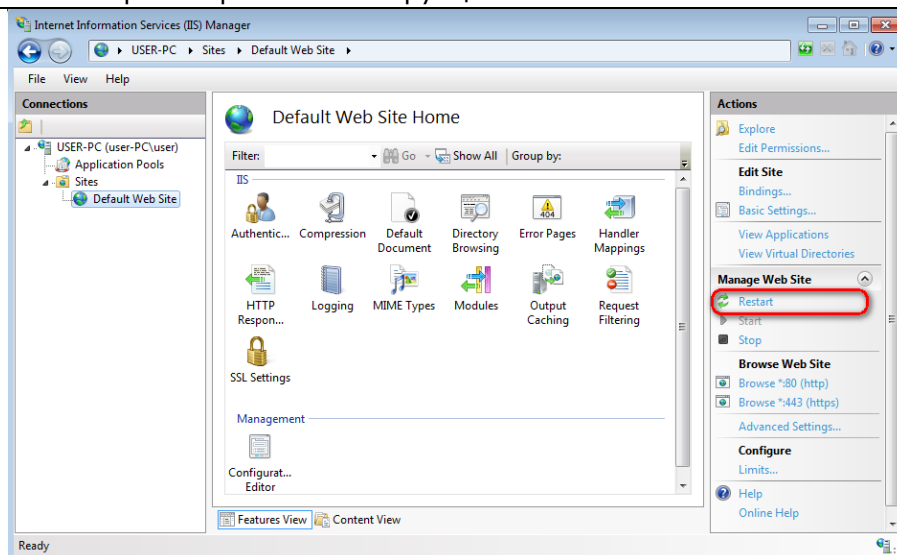 Internet Information Services (IIS) Manager
USER-PC
Sites
Default Web Site
File View Help
Connections
USER-PC (user-PC\user)
Application Pools
Sites
Default Web Site
Default Web Site Home
Filter: Go Show All Group by:
IIS
Authentic... Compression Default Document Directory Browsing Error Pages Handler Mappings
HTTP Respon... Logging MIME Types Modules Output Caching Request Filtering
SSL Settings
Management
Configurat... Editor
Features View Content View
Actions
Explore
Edit Permissions...
Edit Site
Bindings...
Basic Settings...
View Applications
View Virtual Directories
Manage Web Site
Restart
Start
Stop
Browse Web Site
Browse *:80 (http)
Browse *:443 (https)
Advanced Settings...
Configure
Limits...
Help
Online Help
Ready